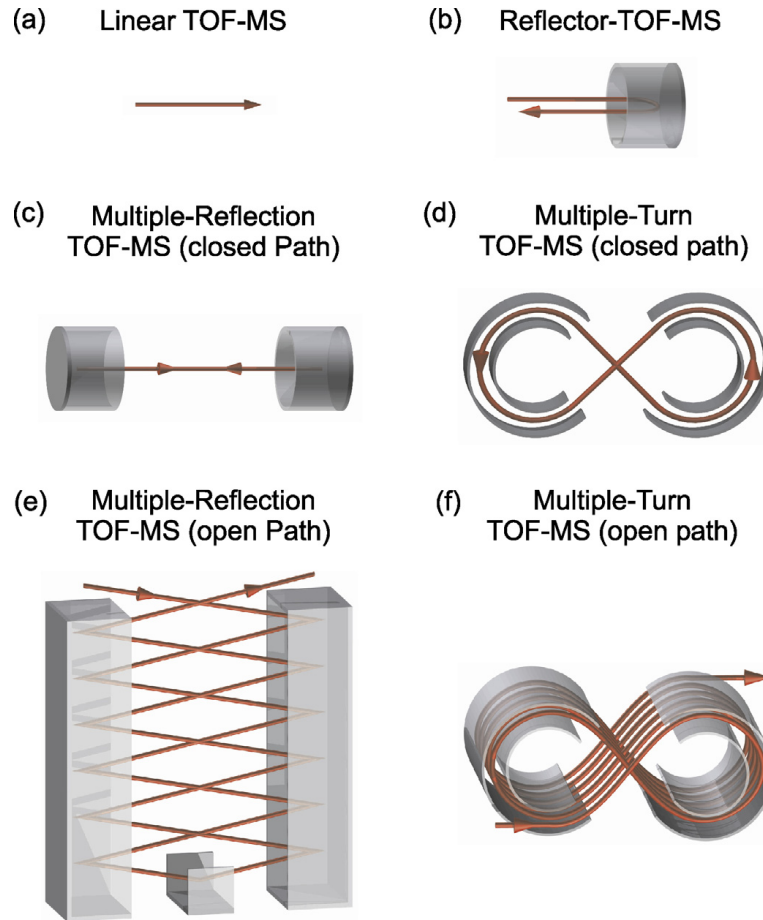 (a)
Linear TOF-MS
(b)
Reflector-TOF-MS
(c)
Multiple-Reflection
TOF-MS (closed Path)
(d)
Multiple-Turn
TOF-MS (closed path)
(e)
Multiple-Reflection
TOF-MS (open Path)
(f)
Multiple-Turn
TOF-MS (open path)